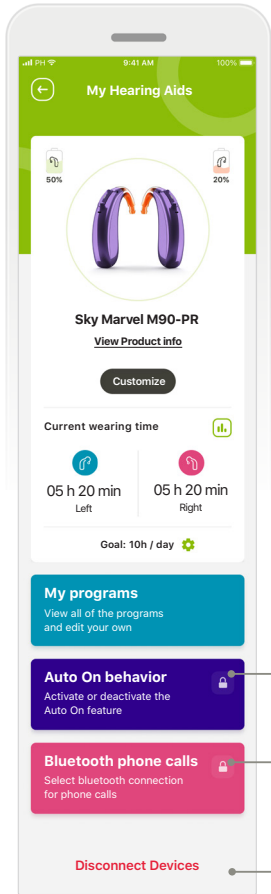 PH 9:41 AM 100%
My Hearing Aids
50% 20%
Sky Marvel M90-PR
View Product info
Customize
Current wearing time
05 h 20 min 05 h 20 min
Left Right
Goal: 10h / day
My programs
View all of the programs
and edit your own
Auto On behavior
Activate or deactivate the
Auto On feature
Bluetooth phone calls
Select bluetooth connection
for phone calls
Disconnect Devices